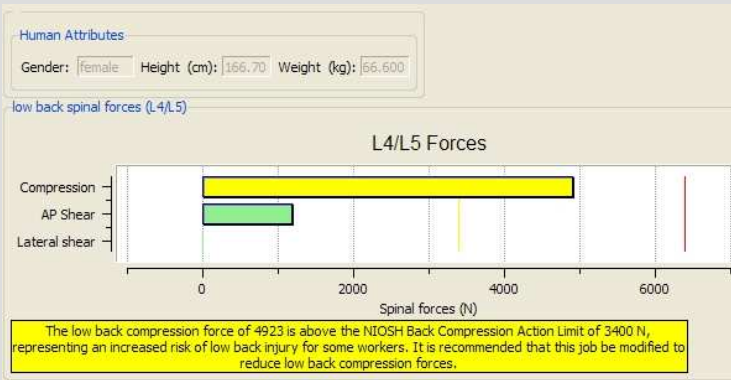 Human Attributes
Gender: female Height (cm): 166.70 Weight (kg): 66.600
low back spinal forces (L4/L5)
L4/L5 Forces
Compression
AP Shear
Lateral shear
0 2000 4000 6000
Spinal forces (N)
The low back compression force of 4923 is above the NIOSH Back Compression Action Limit of 3400 N,
representing an increased risk of low back injury for some workers. It is recommended that this job be modified to
reduce low back compression forces.